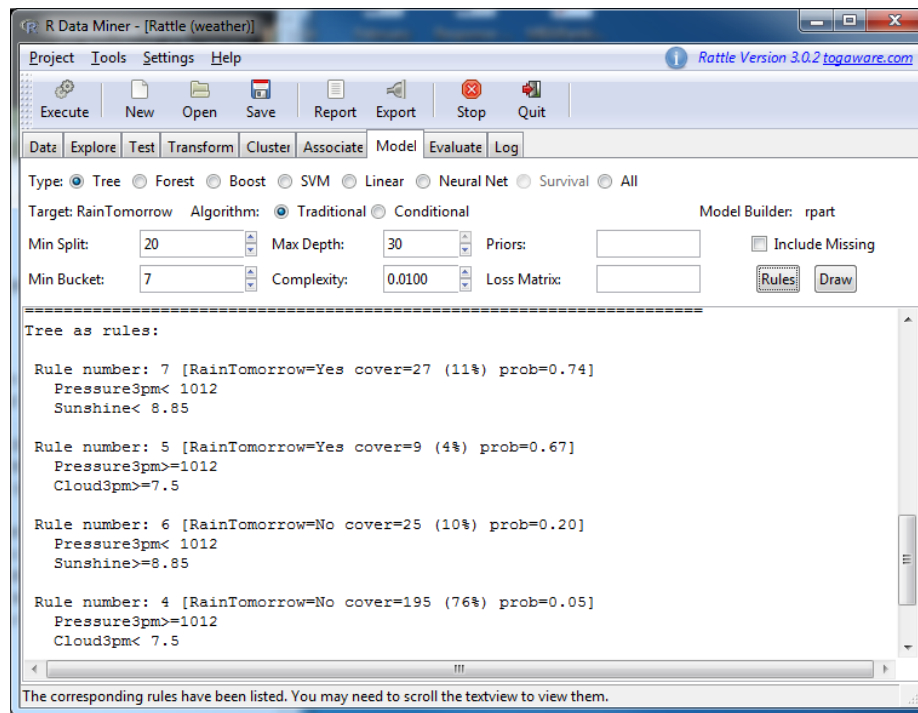 R Data Miner - [Rattle (weather)]
Project Tools Settings Help
Rattle Version 3.0.2 togaware.com
Execute New Open Save Report Export Stop Quit
Data Explore Test Transform Cluster Associate Model Evaluate Log
Type: Tree Forest Boost SVM Linear Neural Net Survival All
Target: RainTomorrow Algorithm: Traditional Conditional Model Builder: rpart
Min Split: 20 Max Depth: 30 Priors: Include Missing
Min Bucket: 7 Complexity: 0.0100 Loss Matrix: Rules Draw
==========================================================================
Tree as rules:
Rule number: 7 [RainTomorrow=Yes cover=27 (11%) prob=0.74]
Pressure3pm< 1012
Sunshine< 8.85
Rule number: 5 [RainTomorrow=Yes cover=9 (4%) prob=0.67]
Pressure3pm>=1012
Cloud3pm>=7.5
Rule number: 6 [RainTomorrow=No cover=25 (10%) prob=0.20]
Pressure3pm< 1012
Sunshine>=8.85
Rule number: 4 [RainTomorrow=No cover=195 (76%) prob=0.05]
Pressure3pm>=1012
Cloud3pm< 7.5
The corresponding rules have been listed. You may need to scroll the textview to view them.